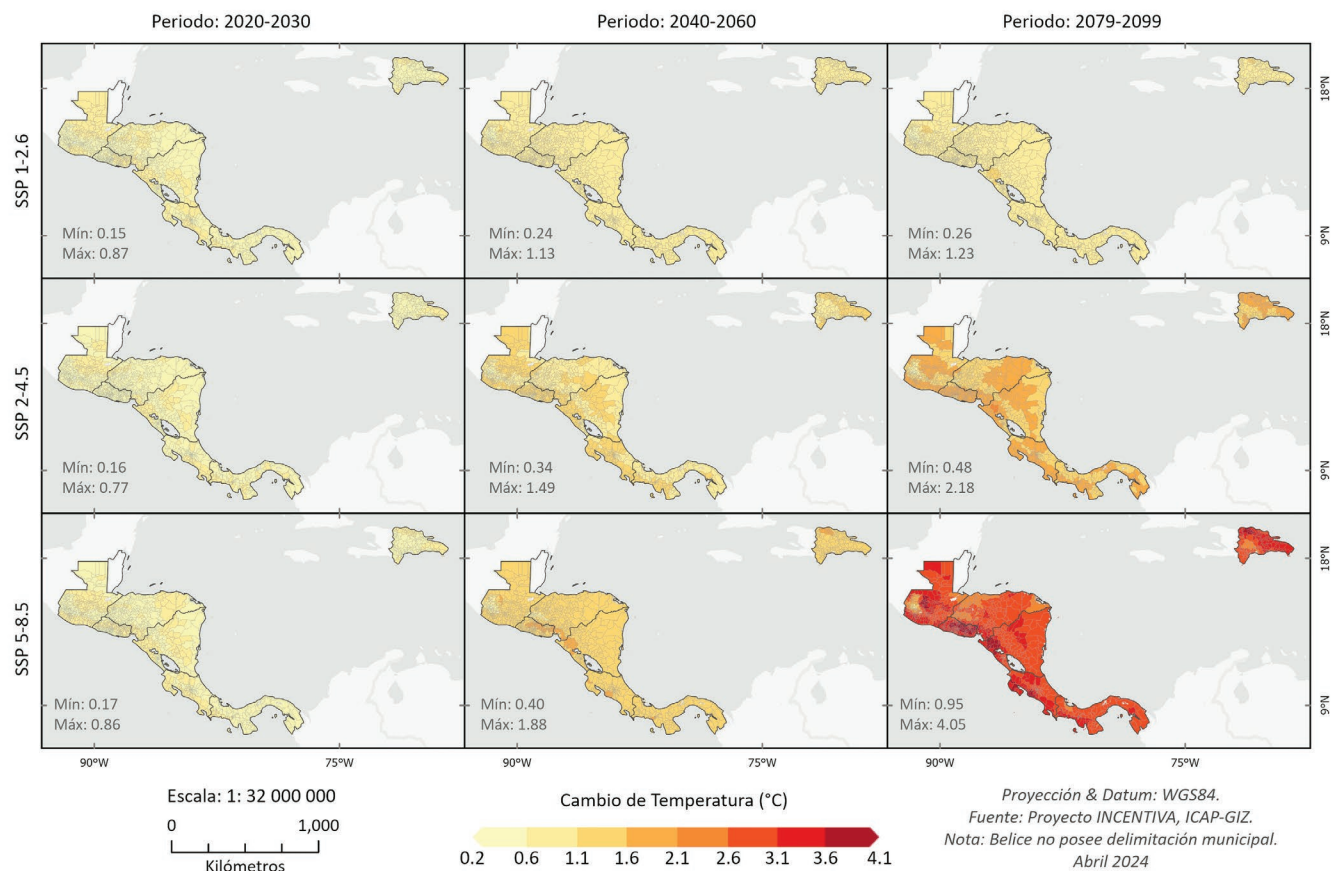 Periodo: 2020-2030
Periodo: 2040-2060
Periodo: 2079-2099
SSP 1-2.6
Mín: 0.15
Máx: 0.87
Mín: 0.24
Máx: 1.13
Mín: 0.26
Máx: 1.23
18°N
9°N
SSP 2-4.5
Mín: 0.16
Máx: 0.77
Mín: 0.34
Máx: 1.49
Mín: 0.48
Máx: 2.18
18°N
9°N
SSP 5-8.5
Mín: 0.17
Máx: 0.86
Mín: 0.40
Máx: 1.88
Mín: 0.95
Máx: 4.05
18°N
9°N
90°W
75°W
90°W
75°W
90°W
75°W
Escala: 1: 32 000 000
0 1,000
Kilómetros
Cambio de Temperatura (°C)
0.2 0.6 1.1 1.6 2.1 2.6 3.1 3.6 4.1
Proyección & Datum: WGS84.
Fuente: Proyecto INCENTIVA, ICAP-GIZ.
Nota: Belice no posee delimitación municipal.
Abril 2024